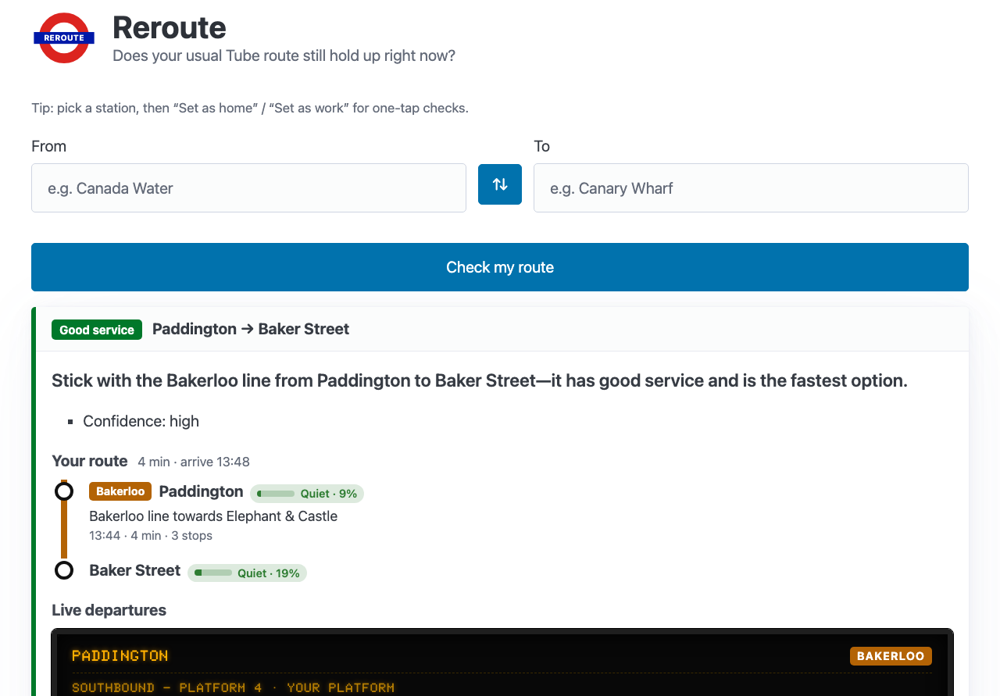 REROUTE
Reroute
Does your usual Tube route still hold up right now?
Tip: pick a station, then “Set as home” / “Set as work” for one-tap checks.
From
To
e.g. Canada Water
e.g. Canary Wharf
Check my route
Good service
Paddington → Baker Street
Stick with the Bakerloo line from Paddington to Baker Street—it has good service and is the fastest option.
Confidence: high
Your route 4 min · arrive 13:48
Bakerloo Paddington Quiet · 9%
Bakerloo line towards Elephant & Castle
13:44 · 4 min · 3 stops
Baker Street Quiet · 19%
Live departures
PADDINGTON
BAKERLOO
SOUTHBOUND - PLATFORM 4 · YOUR PLATFORM